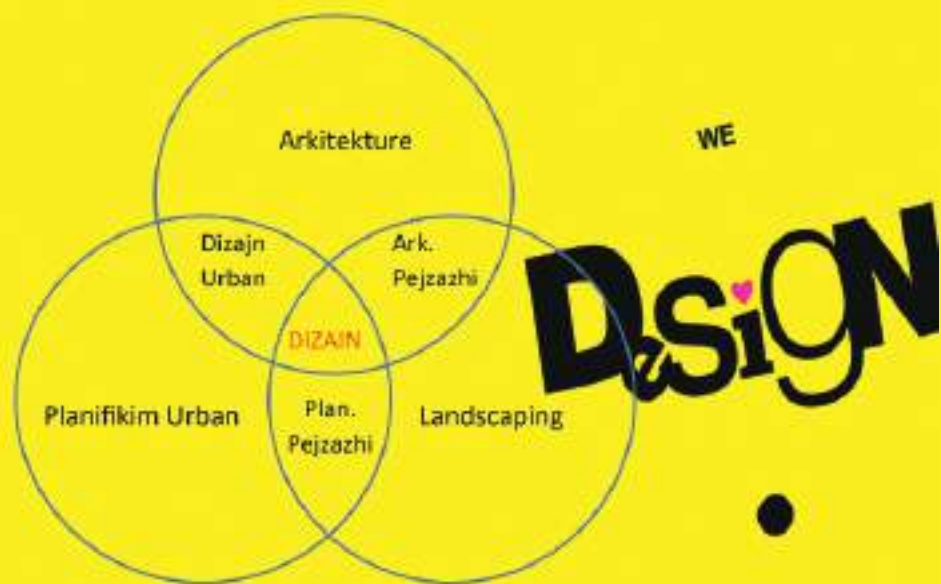 Arkitekture
Dizajn
Urban
Ark.
Pejzazhi
DIZAIN
Planifikim Urban
Plan.
Pejzazhi
Landscaping
WE
DeSiGN